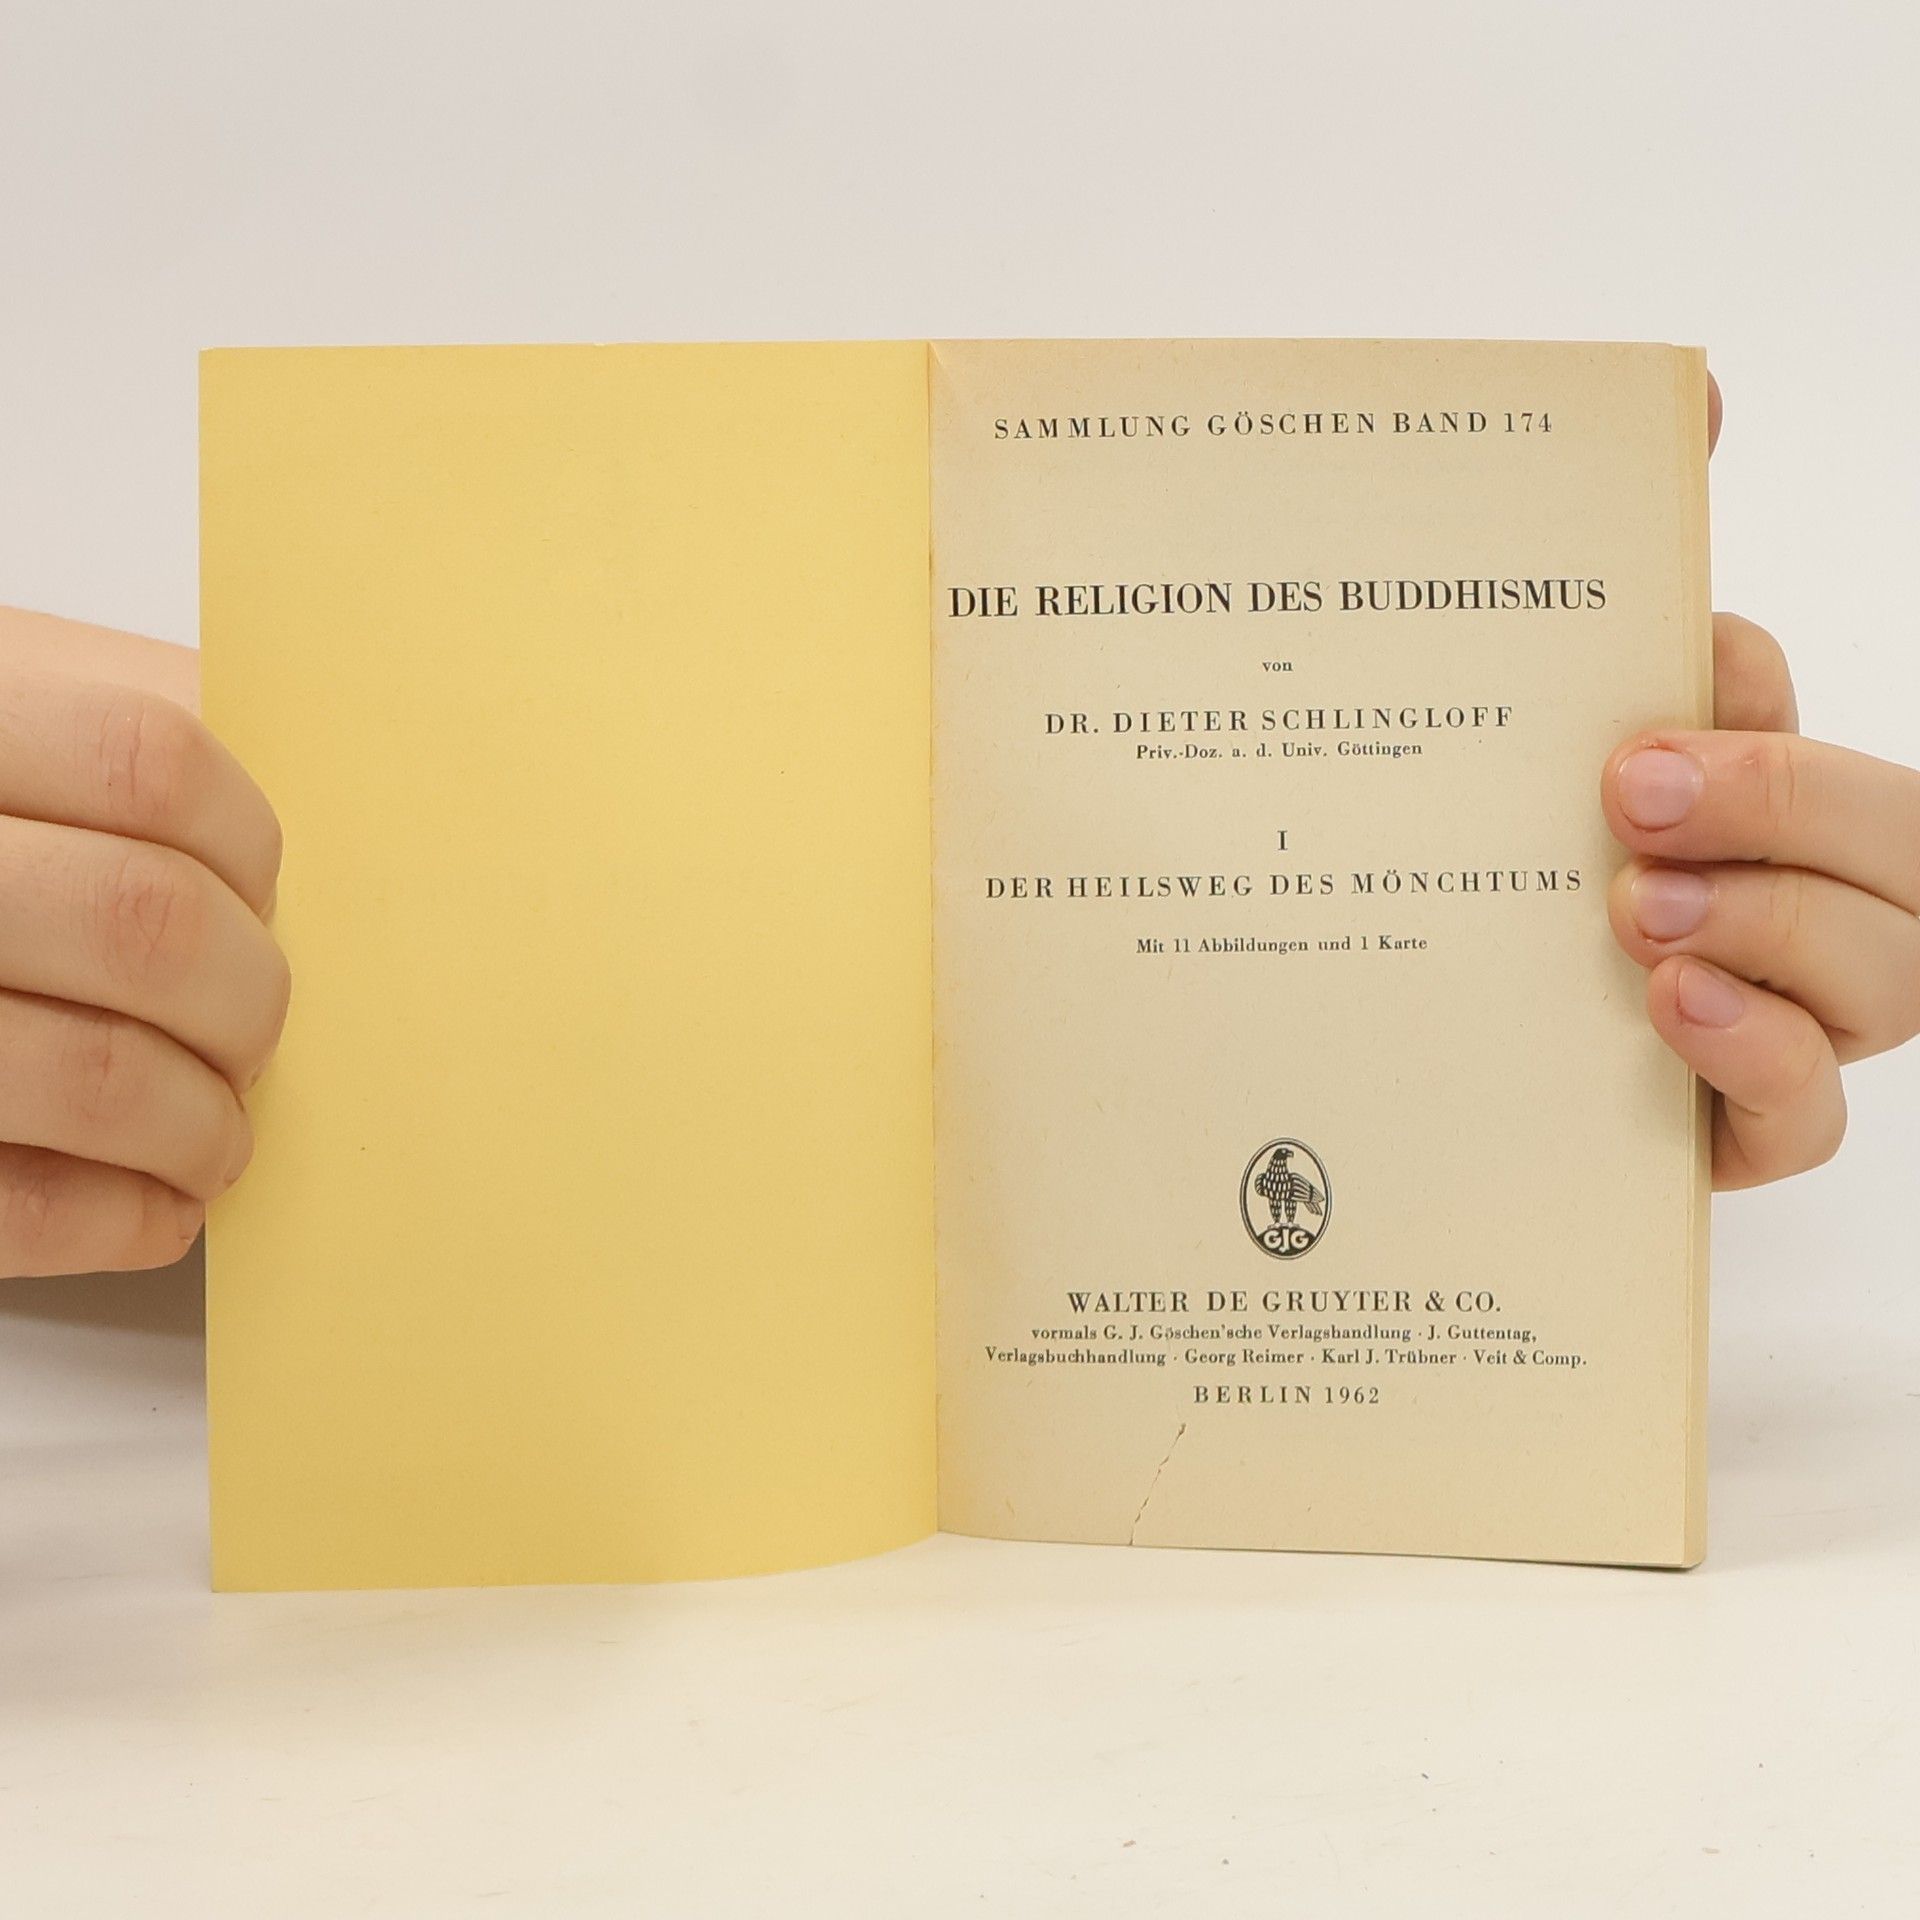 SAMMLUNG GÖSCHEN BAND 174
DIE RELIGION DES BUDDHISMUS
von
DR. DIETER SCHLINGLOFF
Priv.-Doz. a. d. Univ. Göttingen
I
DER HEILSWEG DES MÖNCHTUMS
Mit 11 Abbildungen und 1 Karte
GJG
WALTER DE GRUYTER & CO.
vormals G. J. Göschen'sche Verlagshandlung · J. Guttentag,
Verlagsbuchhandlung · Georg Reimer · Karl J. Trübner · Veit & Comp.
BERLIN 1962